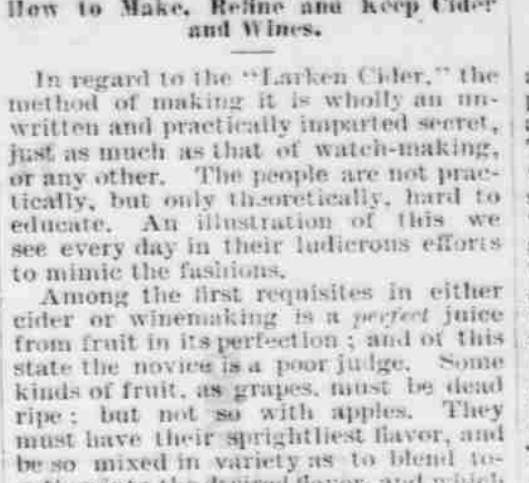 How to Make, Refine and Keep Cider
and Wines.
In regard to the "Larken Cider," the
method of making it is wholly an un-
written and practically imparted secret,
just as much as that of watch-making,
or any other. The people are not prac-
tically, but only theoretically, hard to
educate. An illustration of this we
see every day in their ludicrous efforts
to mimic the fashions.
Among the first requisites in either
cider or winemaking is a perfect juice
from fruit in its perfection ; and of this
state the novice is a poor judge. Some
kinds of fruit, as grapes, must be dead
ripe ; but not so with apples. They
must have their sprightliest flavor, and
be so mixed in variety as to blend to-